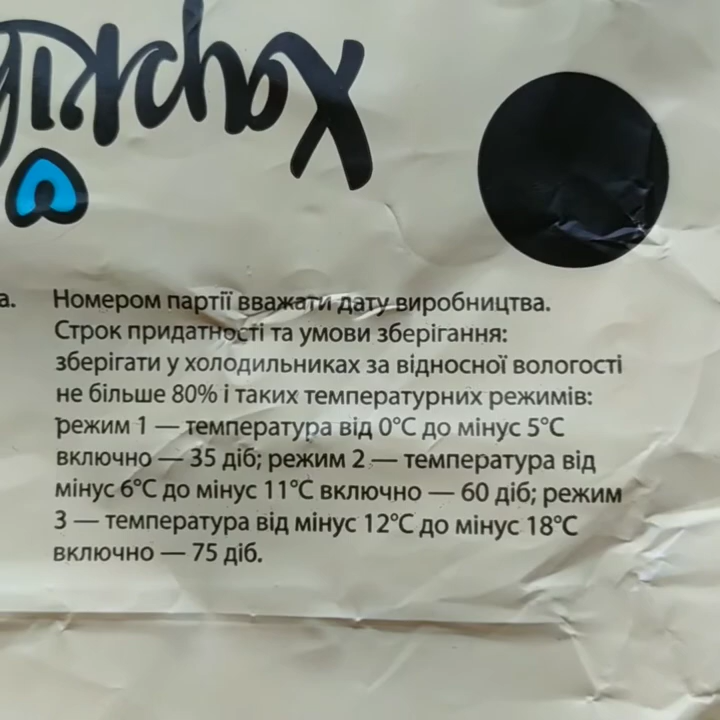 а.
Номером партії вважати дату виробництва.
Строк придатності та умови зберігання:
зберігати у холодильниках за відносної вологості
не більше 80% і таких температурних режимів:
режим 1 — температура від 0°С до мінус 5°С
включно — 35 діб; режим 2 — температура від
мінус 6°С до мінус 11°С включно — 60 діб; режим
3 — температура від мінус 12°С до мінус 18°С
включно — 75 діб.